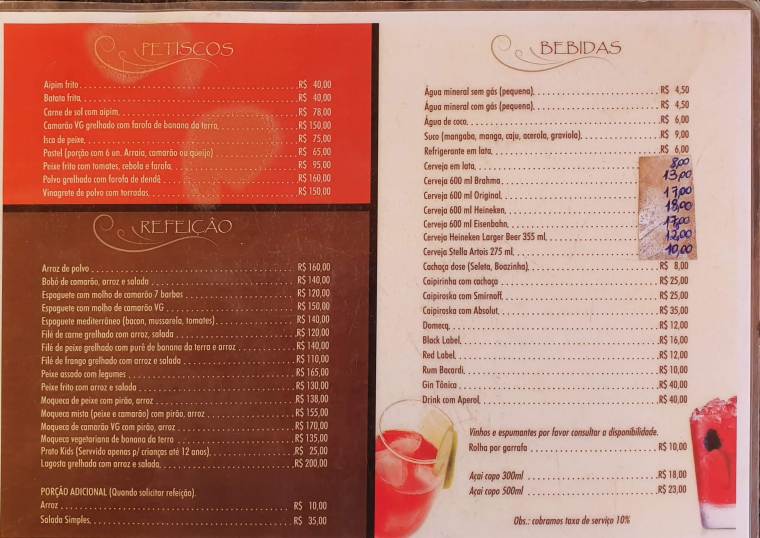 PETISCOS
Aipim frito R$ 40,00
Batata frita R$ 40,00
Carne de sol com aipim R$ 78,00
Camarão VG grelhado com farofa de banana da terra R$ 150,00
Isca de peixe R$ 75,00
Pastel (porção com 6 un. Arraia, camarão ou queijo) R$ 65,00
Peixe frito com tomates, cebola e farofa R$ 95,00
Polvo grelhado com farofa de dendê R$ 160,00
Vinagrete de polvo com torradas R$ 150,00
REFEIÇÃO
Arroz de polvo R$ 160,00
Bobó de camarão, arroz e salada R$ 140,00
Espaguete com molho de camarão 7 barbas R$ 120,00
Espaguete com molho de camarão VG R$ 150,00
Espaguete mediterrâneo (bacon, mussarela, tomates) R$ 140,00
Filé de carne grelhado com arroz, salada R$ 120,00
Filé de peixe grelhado com purê de banana da terra e arroz R$ 140,00
Filé de frango grelhado com arroz e salada R$ 110,00
Peixe assado com legumes R$ 165,00
Peixe frito com arroz e salada R$ 130,00
Moqueca de peixe com pirão, arroz R$ 138,00
Moqueca mista (peixe e camarão) com pirão, arroz R$ 155,00
Moqueca de camarão VG com pirão, arroz R$ 170,00
Moqueca vegetariana de banana da terra R$ 135,00
Prato Kids (Servvido apenas p/ crianças até 12 anos) R$ 25,00
Lagosta grelhada com arroz e salada R$ 200,00
PORÇÃO ADICIONAL (Quando solicitar refeição).
Arroz R$ 10,00
Salada Simples R$ 35,00
BEBIDAS
Água mineral sem gás (pequena) R$ 4,50
Água mineral com gás (pequena) R$ 4,50
Água de coco R$ 6,00
Suco (mangaba, manga, caju, acerola, graviola) R$ 9,00
Refrigerante em lata R$ 6,00
Cerveja em lata 8,00
Cerveja 600 ml Brahma 13,00
Cerveja 600 ml Original 17,00
Cerveja 600 ml Heineken 18,00
Cerveja 600 ml Eisenbahn 17,00
Cerveja Heineken Larger Beer 355 ml 12,00
Cerveja Stella Artois 275 ml 10,00
Cachaça dose (Seleta, Boazinha) R$ 8,00
Caipirinha com cachaça R$ 25,00
Caipiroska com Smirnoff R$ 25,00
Caipiroska com Absolut R$ 35,00
Domecq R$ 12,00
Black Label R$ 16,00
Red Label R$ 12,00
Rum Bacardi R$ 10,00
Gin Tônica R$ 40,00
Drink com Aperol R$ 40,00
Vinhos e espumantes por favor consultar a disponibilidade.
Rolha por garrafa R$ 10,00
Açaí copo 300ml R$ 18,00
Açaí copo 500ml R$ 23,00
Obs.: cobramos taxa de serviço 10%